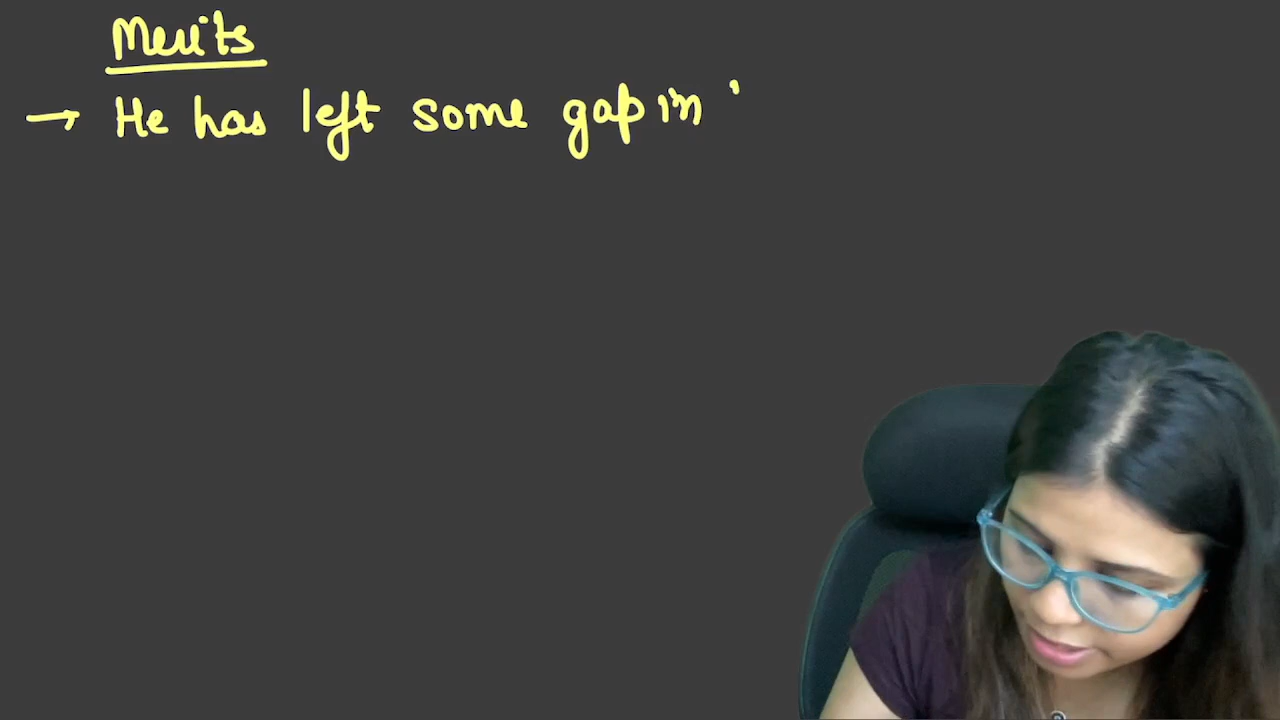 Merits
→ He has left some gap in '